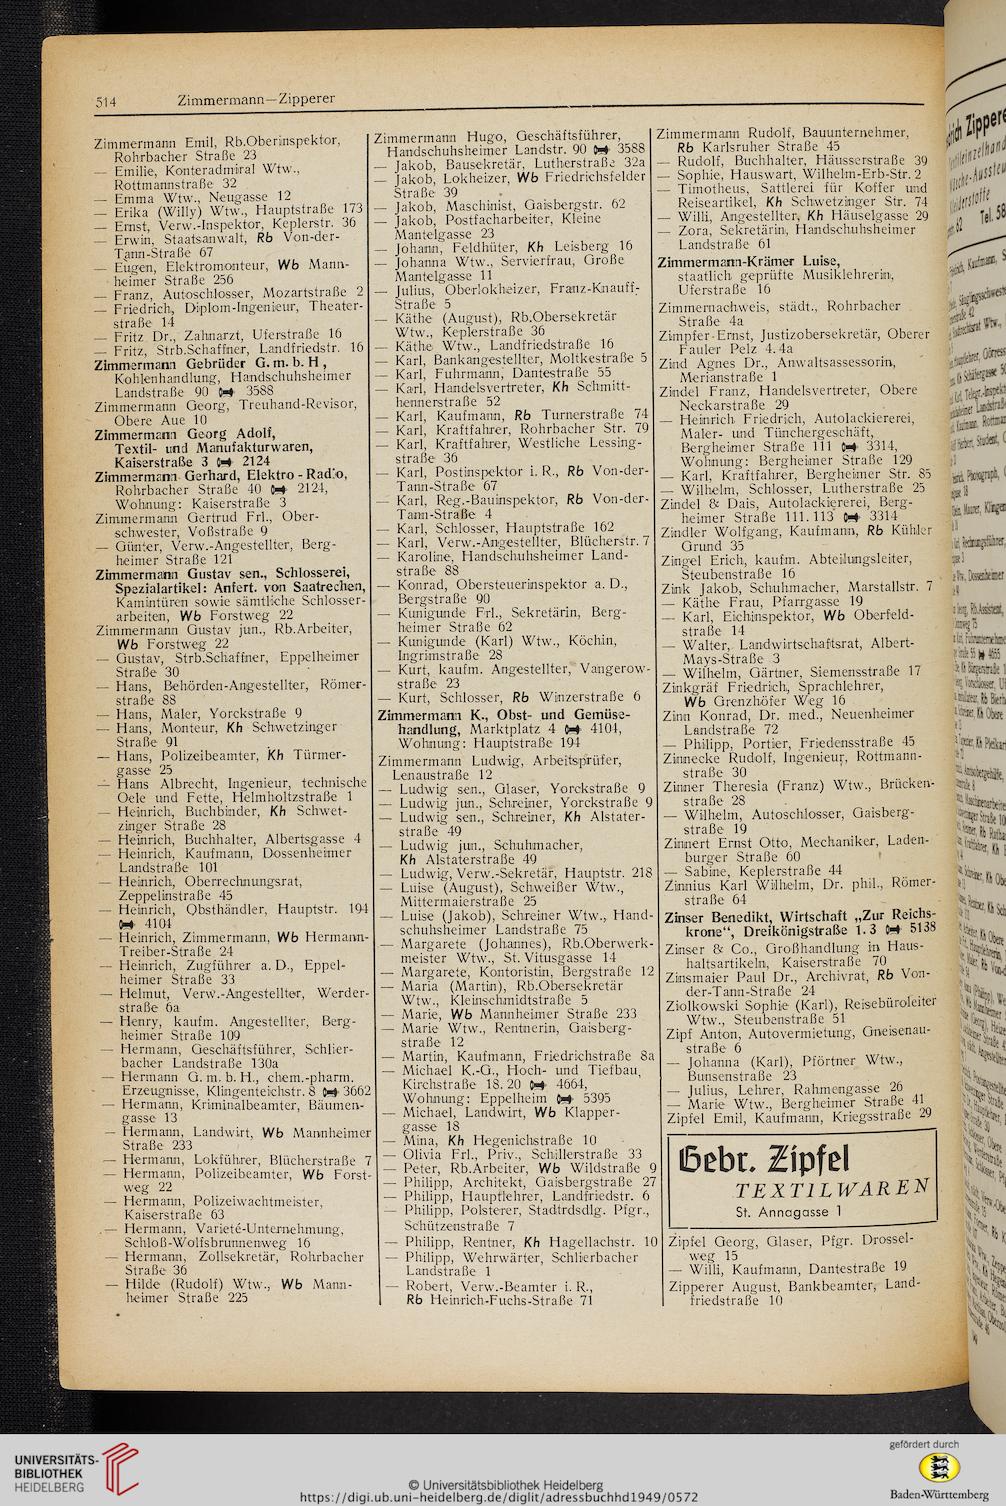 514 Zimmermann—Zipperer
Zimmermann Emil, Rb.Oberinspektor,
Rohrbacher Straße 23
— Emilie, Konteradmiral Wtw.,
Rottmannstraße 32
— Emma Wtw., Neugasse 12
— Erika (Willy) Wtw., Hauptstraße 173
— Ernst, Verw.-Inspektor, Keplerstr. 36
— Erwin, Staatsanwalt, Rb Von-der-
Tann-Straße 67
— Eugen, Elektromonteur, Wb Mann-
heimer Straße 256
— Franz, Autoschlosser, Mozartstraße 2
— Friedrich, Diplom-Ingenieur, Theater-
straße 14
— Fritz Dr., Zahnarzt, Uferstraße 16
— Fritz, Strb.Schaffner, Landfriedstr. 16
Zimmermann Gebrüder G. m. b. H,
Kohlenhandlung, Handschuhsheimer
Landstraße 90 3588
Zimmermann Georg, Treuhand-Revisor,
Obere Aue 10
Zimmermann Georg Adolf,
Textil- und Manufakturwaren,
Kaiserstraße 3 2124
Zimmermann Gerhard, Elektro - Radio,
Rohrbacher Straße 40 2124,
Wohnung: Kaiserstraße 3
Zimmermann Gertrud Frl., Ober-
schwester, Voßstraße 9
— Günter, Verw.-Angestellter, Berg-
heimer Straße 121
Zimmermann Gustav sen., Schlosserei,
Spezialartikel: Anfert. von Saatrechen,
Kamintüren sowie sämtliche Schlosser-
arbeiten, Wb Forstweg 22
Zimmermann Gustav jun., Rb.Arbeiter,
Wb Forstweg 22
— Gustav, Strb.Schaffner, Eppelheimer
Straße 30
— Hans, Behörden-Angestellter, Römer-
straße 88
— Hans, Maler, Yorckstraße 9
— Hans, Monteur, Kh Schwetzinger
Straße 91
— Hans, Polizeibeamter, Kh Türmer-
gasse 25
— Hans Albrecht, Ingenieur, technische
Oele und Fette, Helmholtzstraße 1
— Heinrich, Buchbinder, Kh Schwet-
zinger Straße 28
— Heinrich, Buchhalter, Albertsgasse 4
— Heinrich, Kaufmann, Dossenheimer
Landstraße 101
— Heinrich, Oberrechnungsrat,
Zeppelinstraße 45
— Heinrich, Obsthändler, Hauptstr. 194
4104
— Heinrich, Zimmermann, Wb Hermann-
Treiber-Straße 24
— Heinrich, Zugführer a. D., Eppel-
heimer Straße 33
— Helmut, Verw.-Angestellter, Werder-
straße 6a
— Henry, kaufm. Angestellter, Berg-
heimer Straße 109
— Hermann, Geschäftsführer, Schlier-
bacher Landstraße 130a
— Hermann G. m. b. H., chem.-pharm.
Erzeugnisse, Klingenteichstr. 8 3662
— Hermann, Kriminalbeamter, Bäumen-
gasse 13
— Hermann, Landwirt, Wb Mannheimer
Straße 233
— Hermann, Lokführer, Blücherstraße 7
— Hermann, Polizeibeamter, Wb Forst-
weg 22
— Hermann, Polizeiwachtmeister,
Kaiserstraße 63
— Hermann, Varieté-Unternehmung,
Schloß-Wolfsbrunnenweg 16
— Hermann, Zollsekretär, Rohrbacher
Straße 36
— Hilde (Rudolf) Wtw., Wb Mann-
heimer Straße 225
Zimmermann Hugo, Geschäftsführer,
Handschuhsheimer Landstr. 90 3588
— Jakob, Bausekretär, Lutherstraße 32a
— Jakob, Lokheizer, Wb Friedrichsfelder
Straße 39
— Jakob, Maschinist, Gaisbergstr. 62
— Jakob, Postfacharbeiter, Kleine
Mantelgasse 23
— Johann, Feldhüter, Kh Leisberg 16
— Johanna Wtw., Servierfrau, Große
Mantelgasse 11
— Julius, Oberlokheizer, Franz-Knauff-
Straße 5
— Käthe (August), Rb.Obersekretär
Wtw., Keplerstraße 36
— Käthe Wtw., Landfriedstraße 16
— Karl, Bankangestellter, Moltkestraße 5
— Karl, Fuhrmann, Dantestraße 55
— Karl, Handelsvertreter, Kh Schmitt-
hennerstraße 52
— Karl, Kaufmann, Rb Turnerstraße 74
— Karl, Kraftfahrer, Rohrbacher Str. 79
— Karl, Kraftfahrer, Westliche Lessing-
straße 36
— Karl, Postinspektor i. R., Rb Von-der-
Tann-Straße 67
— Karl, Reg.-Bauinspektor, Rb Von-der-
Tann-Straße 4
— Karl, Schlosser, Hauptstraße 162
— Karl, Verw.-Angestellter, Blücherstr. 7
— Karoline, Handschuhsheimer Land-
straße 88
— Konrad, Obersteuerinspektor a. D.,
Bergstraße 90
— Kunigunde Frl., Sekretärin, Berg-
heimer Straße 62
— Kunigunde (Karl) Wtw., Köchin,
Ingrimstraße 28
— Kurt, kaufm. Angestellter, Vangerow-
straße 23
— Kurt, Schlosser, Rb Winzerstraße 6
Zimmermann K., Obst- und Gemüse-
handlung, Marktplatz 4 4104,
Wohnung: Hauptstraße 194
Zimmermann Ludwig, Arbeitsprüfer,
Lenaustraße 12
— Ludwig sen., Glaser, Yorckstraße 9
— Ludwig jun., Schreiner, Yorckstraße 9
— Ludwig sen., Schreiner, Kh Alstater-
straße 49
— Ludwig jun., Schuhmacher,
Kh Alstaterstraße 49
— Ludwig, Verw.-Sekretär, Hauptstr. 218
— Luise (August), Schweißer Wtw.,
Mittermaierstraße 25
— Luise (Jakob), Schreiner Wtw., Hand-
schuhsheimer Landstraße 75
— Margarete (Johannes), Rb.Oberwerk-
meister Wtw., St. Vitusgasse 14
— Margarete, Kontoristin, Bergstraße 12
— Maria (Martin), Rb.Obersekretär
Wtw., Kleinschmidtstraße 5
— Marie, Wb Mannheimer Straße 233
— Marie Wtw., Rentnerin, Gaisberg-
straße 12
— Martin, Kaufmann, Friedrichstraße 8a
— Michael K.-G., Hoch- und Tiefbau,
Kirchstraße 18. 20 4664,
Wohnung: Eppelheim 5395
— Michael, Landwirt, Wb Klapper-
gasse 18
— Mina, Kh Hegenichstraße 10
— Olivia Frl., Priv., Schillerstraße 33
— Peter, Rb.Arbeiter, Wb Wildstraße 9
— Philipp, Architekt, Gaisbergstraße 27
— Philipp, Hauptlehrer, Landfriedstr. 6
— Philipp, Polsterer, Stadtrdsdlg. Pfgr.,
Schützenstraße 7
— Philipp, Rentner, Kh Hagellachstr. 10
— Philipp, Wehrwärter, Schlierbacher
Landstraße 1
— Robert, Verw.-Beamter i. R.,
Rb Heinrich-Fuchs-Straße 71
Zimmermann Rudolf, Bauunternehmer,
Rb Karlsruher Straße 45
— Rudolf, Buchhalter, Häusserstraße 39
— Sophie, Hauswart, Wilhelm-Erb-Str. 2
— Timotheus, Sattlerei für Koffer und
Reiseartikel, Kh Schwetzinger Str. 74
— Willi, Angestellter, Kh Häuselgasse 29
— Zora, Sekretärin, Handschuhsheimer
Landstraße 61
Zimmermann-Krämer Luise,
staatlich geprüfte Musiklehrerin,
Uferstraße 16
Zimmernachweis, städt., Rohrbacher
Straße 4a
Zimpfer Ernst, Justizobersekretär, Oberer
Fauler Pelz 4. 4a
Zind Agnes Dr., Anwaltsassessorin,
Merianstraße 1
Zindel Franz, Handelsvertreter, Obere
Neckarstraße 29
— Heinrich Friedrich, Autolackiererei,
Maler- und Tünchergeschäft,
Bergheimer Straße 111 3314,
Wohnung: Bergheimer Straße 129
— Karl, Kraftfahrer, Bergheimer Str. 85
— Wilhelm, Schlosser, Lutherstraße 25
Zindel & Dais, Autolackiererei, Berg-
heimer Straße 111. 113 3314
Zindler Wolfgang, Kaufmann, Rb Kühler
Grund 35
Zingel Erich, kaufm. Abteilungsleiter,
Steubenstraße 16
Zink Jakob, Schuhmacher, Marstallstr. 7
— Käthe Frau, Pfarrgasse 19
— Karl, Eichinspektor, Wb Oberfeld-
straße 14
— Walter, Landwirtschaftsrat, Albert-
Mays-Straße 3
— Wilhelm, Gärtner, Siemensstraße 17
Zinkgräf Friedrich, Sprachlehrer,
Wb Grenzhöfer Weg 16
Zinn Konrad, Dr. med., Neuenheimer
Landstraße 72
— Philipp, Portier, Friedensstraße 45
Zinnecke Rudolf, Ingenieur, Rottmann-
straße 30
Zinner Theresia (Franz) Wtw., Brücken-
straße 28
— Wilhelm, Autoschlosser, Gaisberg-
straße 19
Zinnert Ernst Otto, Mechaniker, Laden-
burger Straße 60
— Sabine, Keplerstraße 44
Zinnius Karl Wilhelm, Dr. phil., Römer-
straße 64
Zinser Benedikt, Wirtschaft „Zur Reichs-
krone“, Dreikönigstraße 1. 3 5138
Zinser & Co., Großhandlung in Haus-
haltsartikeln, Kaiserstraße 70
Zinsmaier Paul Dr., Archivrat, Rb Von-
der-Tann-Straße 24
Ziolkowski Sophie (Karl), Reisebüroleiter
Wtw., Steubenstraße 51
Zipf Anton, Autovermietung, Gneisenau-
straße 6
— Johanna (Karl), Pförtner Wtw.,
Bunsenstraße 23
— Julius, Lehrer, Rahmengasse 26
— Marie Wtw., Bergheimer Straße 41
Zipfel Emil, Kaufmann, Kriegsstraße 29
Gebr. Zipfel
TEXTILWAREN
St. Annagasse 1
Zipfel Georg, Glaser, Pfgr. Drossel-
weg 15
— Willi, Kaufmann, Dantestraße 19
Zipperer August, Bankbeamter, Land-
friedstraße 10
UNIVERSITÄTS-
BIBLIOTHEK
HEIDELBERG
© Universitätsbibliothek Heidelberg
https://digi.ub.uni-heidelberg.de/diglit/adressbuchhd1949/0572
gefördert durch
Baden-Württemberg